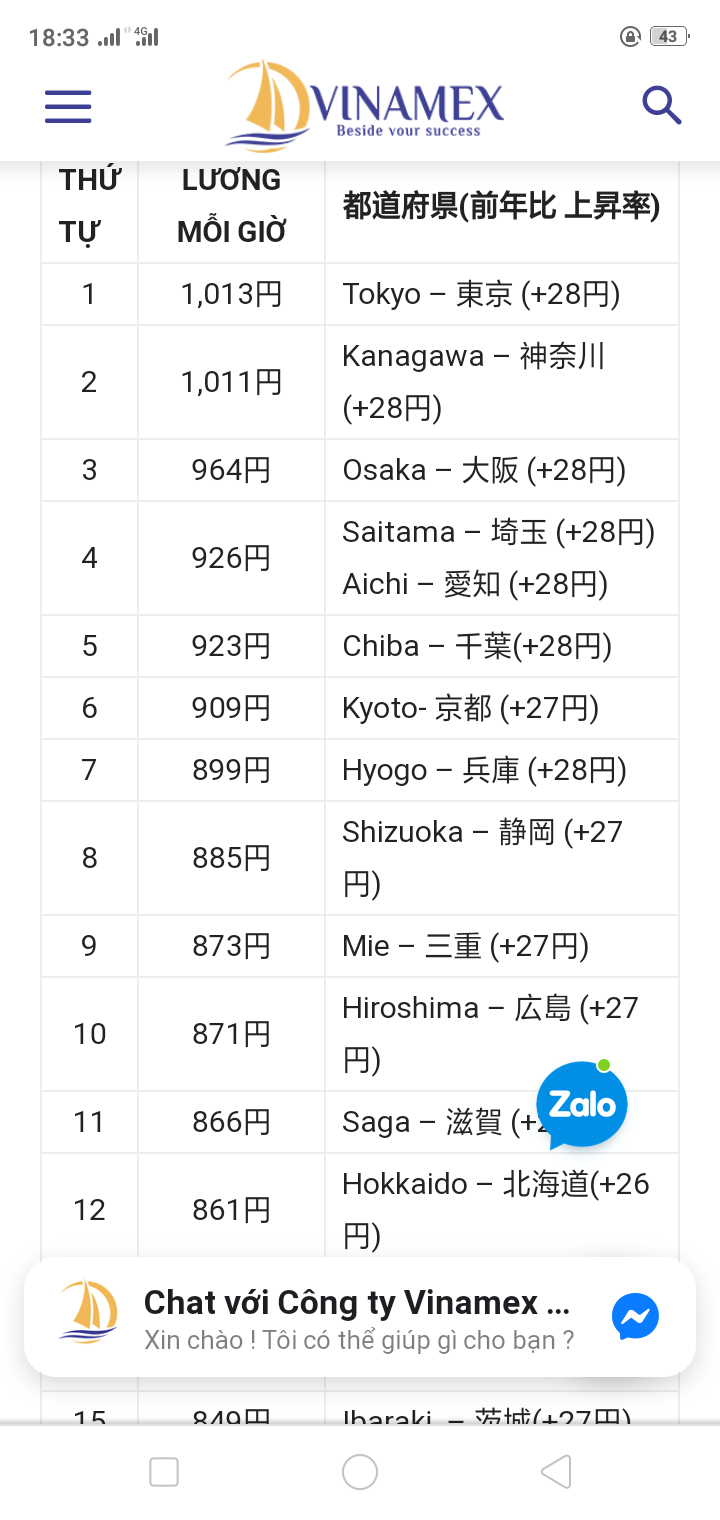 18:33
4G
43
VINAMEX
Beside your success
THỨ
TỰ
LƯƠNG
MỖI GIỜ
都道府県(前年比 上昇率)
1
1,013円
Tokyo – 東京 (+28円)
2
1,011円
Kanagawa – 神奈川
(+28円)
3
964円
Osaka – 大阪 (+28円)
4
926円
Saitama – 埼玉 (+28円)
Aichi – 愛知 (+28円)
5
923円
Chiba – 千葉(+28円)
6
909円
Kyoto- 京都 (+27円)
7
899円
Hyogo – 兵庫 (+28円)
8
885円
Shizuoka – 静岡 (+27
円)
9
873円
Mie – 三重 (+27円)
10
871円
Hiroshima – 広島 (+27
円)
11
866円
Saga – 滋賀 (+2
Zalo
12
861円
Hokkaido – 北海道(+26
円)
Chat với Công ty Vinamex ...
Xin chào ! Tôi có thể giúp gì cho bạn ?
15
849円
Ibaraki – 茨城(+27円)